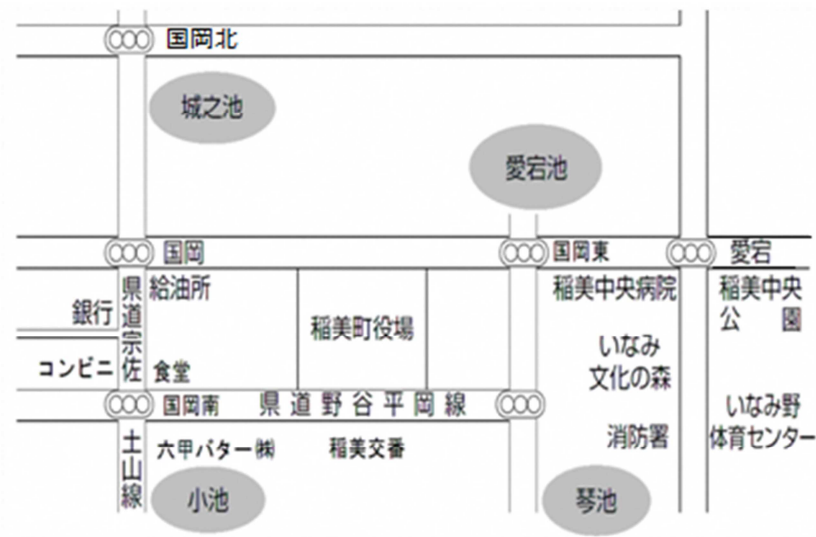 国岡北
城之池
愛宕池
国岡
国岡東
愛宕
県道宗佐土山線
給油所
銀行
稲美町役場
稲美中央病院
稲美中央
公園
コンビニ
食堂
いなみ
文化の森
国岡南
県道野谷平岡線
いなみ野
体育センター
消防署
六甲バター㈱
稲美交番
小池
琴池